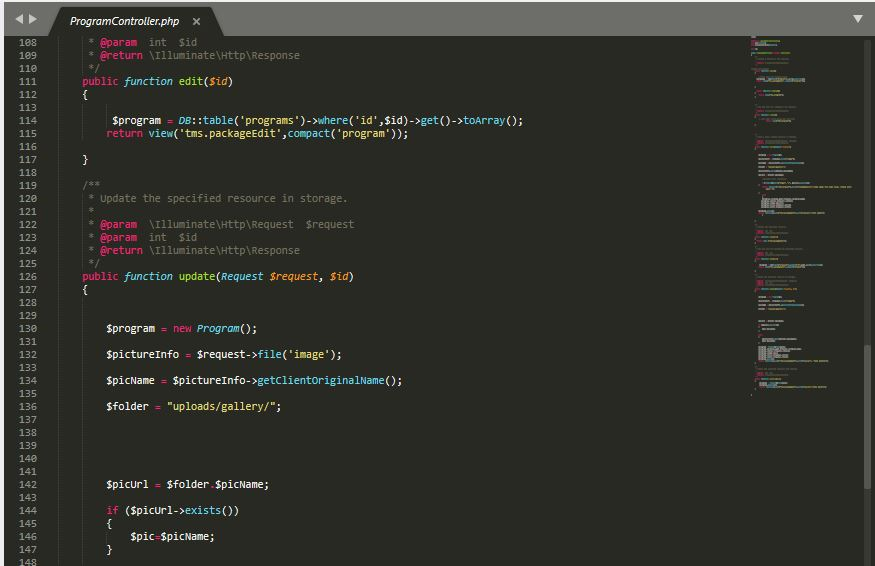 ProgramController.php ×
108 * @param int $id
109 * @return \Illuminate\Http\Response
110 */
111 public function edit($id)
112 {
113
114 $program = DB::table('programs')->where('id',$id)->get()->toArray();
115 return view('tms.packageEdit',compact('program'));
116
117 }
118
119 /**
120 * Update the specified resource in storage.
121 *
122 * @param \Illuminate\Http\Request $request
123 * @param int $id
124 * @return \Illuminate\Http\Response
125 */
126 public function update(Request $request, $id)
127 {
128
129
130 $program = new Program();
131
132 $pictureInfo = $request->file('image');
133
134 $picName = $pictureInfo->getClientOriginalName();
135
136 $folder = "uploads/gallery/";
137
138
139
140
141
142 $picUrl = $folder.$picName;
143
144 if ($picUrl->exists())
145 {
146 $pic=$picName;
147 }
148